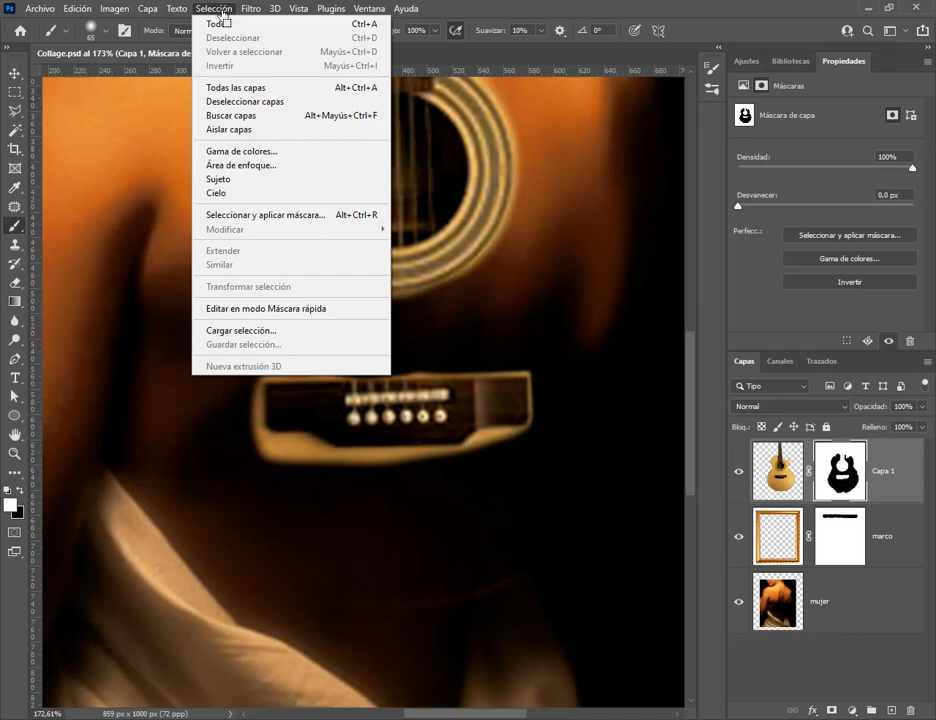 Ps Archivo Edición Imagen Capa Texto Selección Filtro 3D Vista Plugins Ventana Ayuda
65 Modo: 100% Suavizar: 10% 0°
Collage.psd al 173% (Capa 1, Máscara de
200 220 240 260 280 480 500 520 540 560 580 600 620 640 660
Ctrl+A
Deseleccionar Ctrl+D
Volver a seleccionar Mayús+Ctrl+D
Invertir Mayús+Ctrl+I
Todas las capas Alt+Ctrl+A
Deseleccionar capas
Buscar capas Alt+Mayús+Ctrl+F
Aislar capas
Gama de colores...
Área de enfoque...
Sujeto
Cielo
Seleccionar y aplicar máscara... Alt+Ctrl+R
Modificar
Extender
Similar
Transformar selección
Editar en modo Máscara rápida
Cargar selección...
Guardar selección...
Nueva extrusión 3D
Ajustes Bibliotecas Propiedades
Máscaras
Máscara de capa
Densidad: 100%
Desvanecer: 0,0 px
Perfecc.: Seleccionar y aplicar máscara...
Gama de colores...
Invertir
Capas Canales Trazados
Tipo
Normal Opacidad: 100%
Bloq.: Relleno: 100%
Capa 1
marco
mujer
fx
172,61% 859 px x 1000 px (72 ppp)